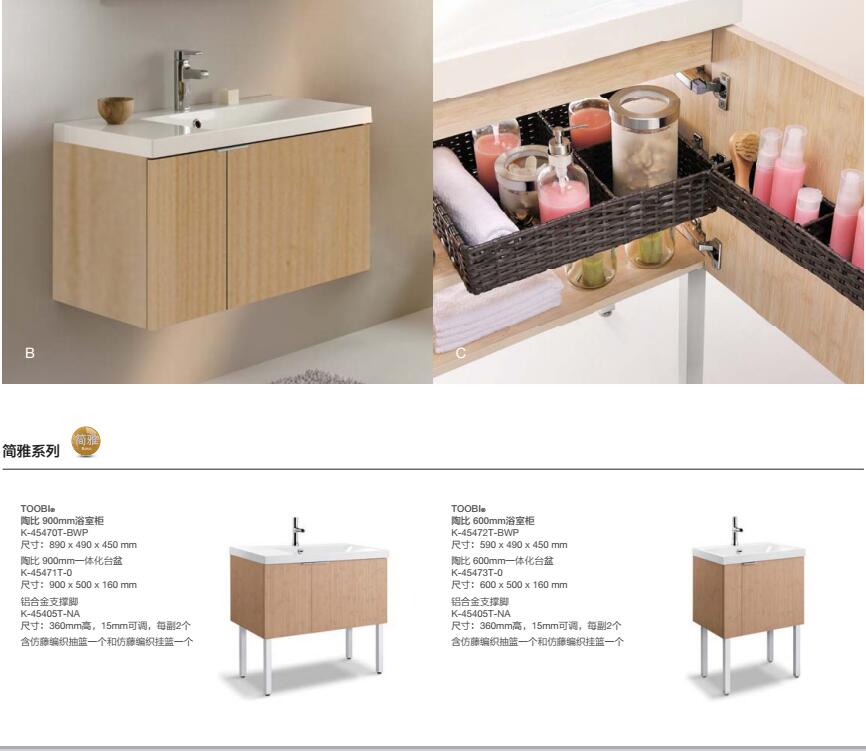 B
C
简雅系列
简雅
TOOBI®
陶比 900mm浴室柜
K-45470T-BWP
尺寸：890 x 490 x 450 mm
陶比 900mm一体化台盆
K-45471T-0
尺寸：900 x 500 x 160 mm
铝合金支撑脚
K-45405T-NA
尺寸：360mm高，15mm可调，每副2个
含仿藤编织抽篮一个和仿藤编织挂篮一个
TOOBI®
陶比 600mm浴室柜
K-45472T-BWP
尺寸：590 x 490 x 450 mm
陶比 600mm一体化台盆
K-45473T-0
尺寸：600 x 500 x 160 mm
铝合金支撑脚
K-45405T-NA
尺寸：360mm高，15mm可调，每副2个
含仿藤编织抽篮一个和仿藤编织挂篮一个